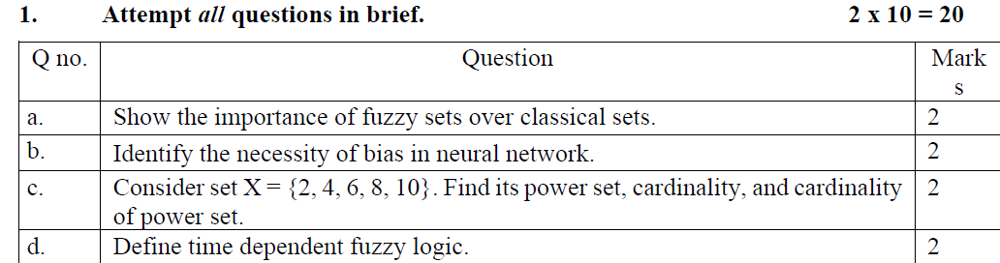 1. Attempt all questions in brief. 2 x 10 = 20
Q no. Question Mark
s
a. Show the importance of fuzzy sets over classical sets. 2
b. Identify the necessity of bias in neural network. 2
c. Consider set X = {2, 4, 6, 8, 10}. Find its power set, cardinality, and cardinality 2
of power set.
d. Define time dependent fuzzy logic. 2